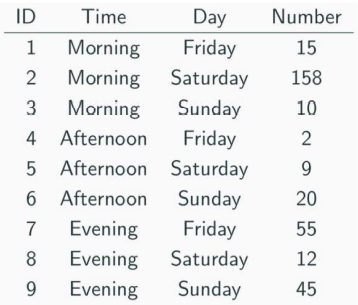 ID Time Day Number
1 Morning Friday 15
2 Morning Saturday 158
3 Morning Sunday 10
4 Afternoon Friday 2
5 Afternoon Saturday 9
6 Afternoon Sunday 20
7 Evening Friday 55
8 Evening Saturday 12
9 Evening Sunday 45